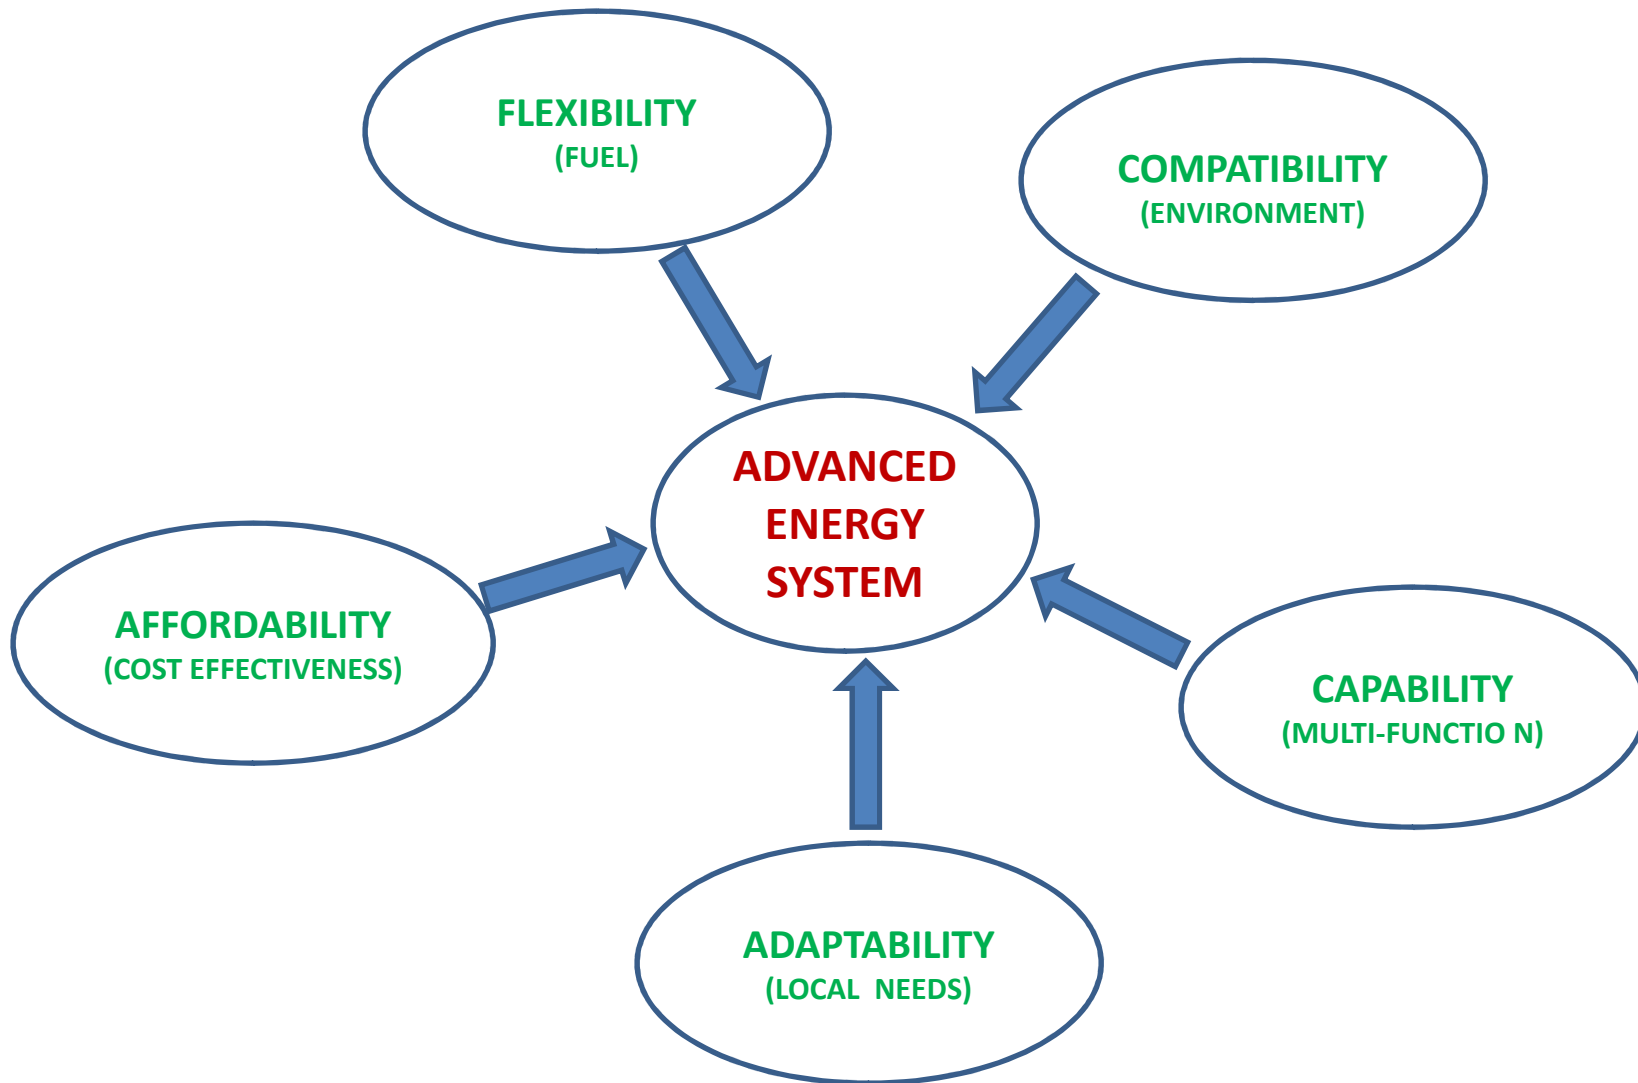 FLEXIBILITY
(FUEL)
COMPATIBILITY
(ENVIRONMENT)
ADVANCED
ENERGY
SYSTEM
AFFORDABILITY
(COST EFFECTIVENESS)
CAPABILITY
(MULTI-FUNCTIO N)
ADAPTABILITY
(LOCAL  NEEDS)